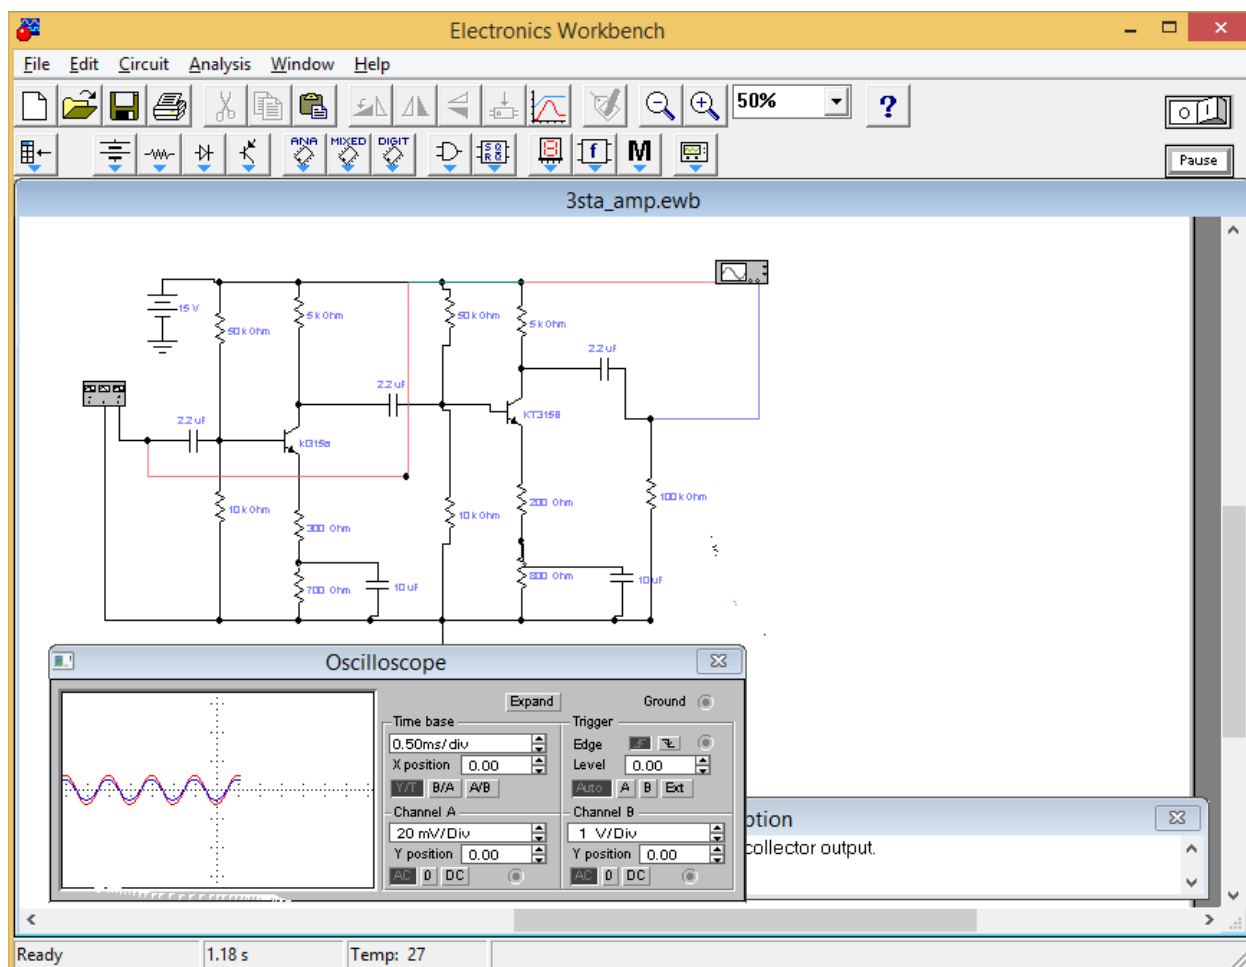 Electronics Workbench
File Edit Circuit Analysis Window Help
50%
?
ANA MIXED DIGIT
M
Pause
3sta_amp.ewb
15 V
50 k Ohm
5 k Ohm
50 k Ohm
5 k Ohm
2.2 uF
2.2 uF
2.2 uF
KT315B
10 k Ohm
300 Ohm
700 Ohm
10 uF
10 k Ohm
200 Ohm
800 Ohm
10 uF
100 k Ohm
Oscilloscope
Expand Ground
Time base
0.50ms/div
X position 0.00
Y/T B/A A/B
Trigger
Edge
Level 0.00
Auto A B Ext
Channel A
20 mV/Div
Y position 0.00
AC 0 DC
Channel B
1 V/Div
Y position 0.00
AC 0 DC
ption
collector output.
Ready 1.18 s Temp: 27